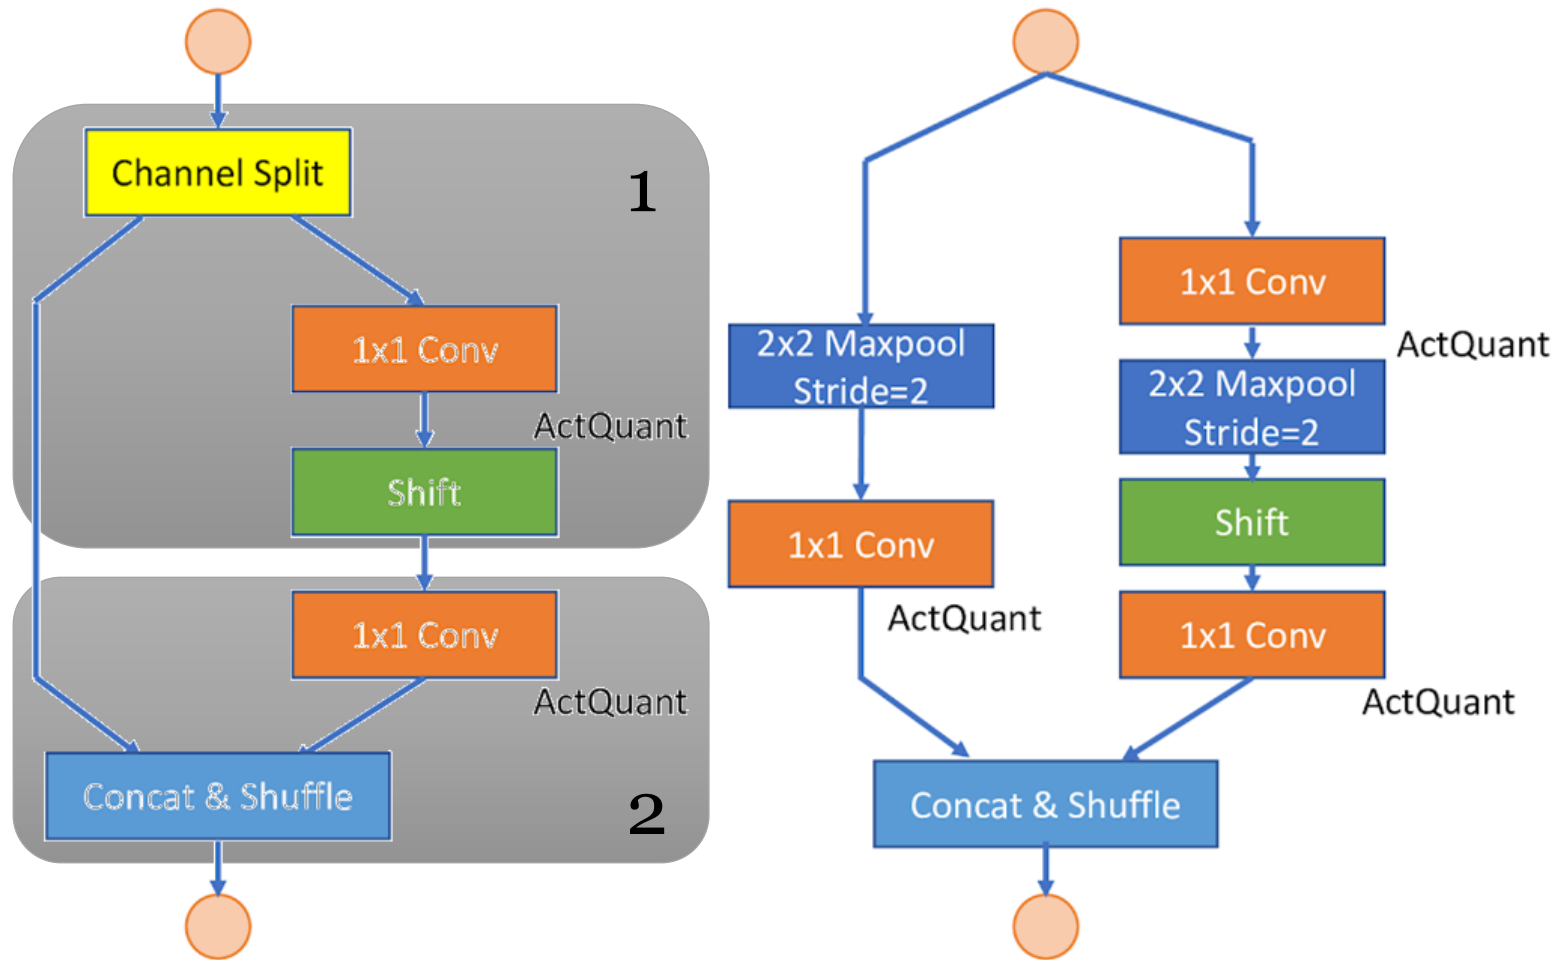 Channel Split
1
1x1 Conv
ActQuant
Shift
1x1 Conv
ActQuant
Concat & Shuffle
2
2x2 Maxpool
Stride=2
1x1 Conv
ActQuant
1x1 Conv
ActQuant
2x2 Maxpool
Stride=2
Shift
1x1 Conv
ActQuant
Concat & Shuffle